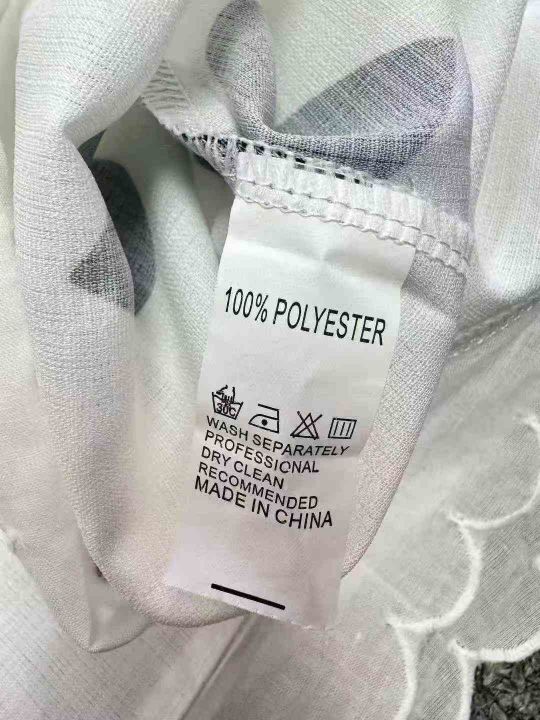 100% POLYESTER
30C
WASH SEPARATELY
PROFESSIONAL
DRY CLEAN
RECOMMENDED
MADE IN CHINA